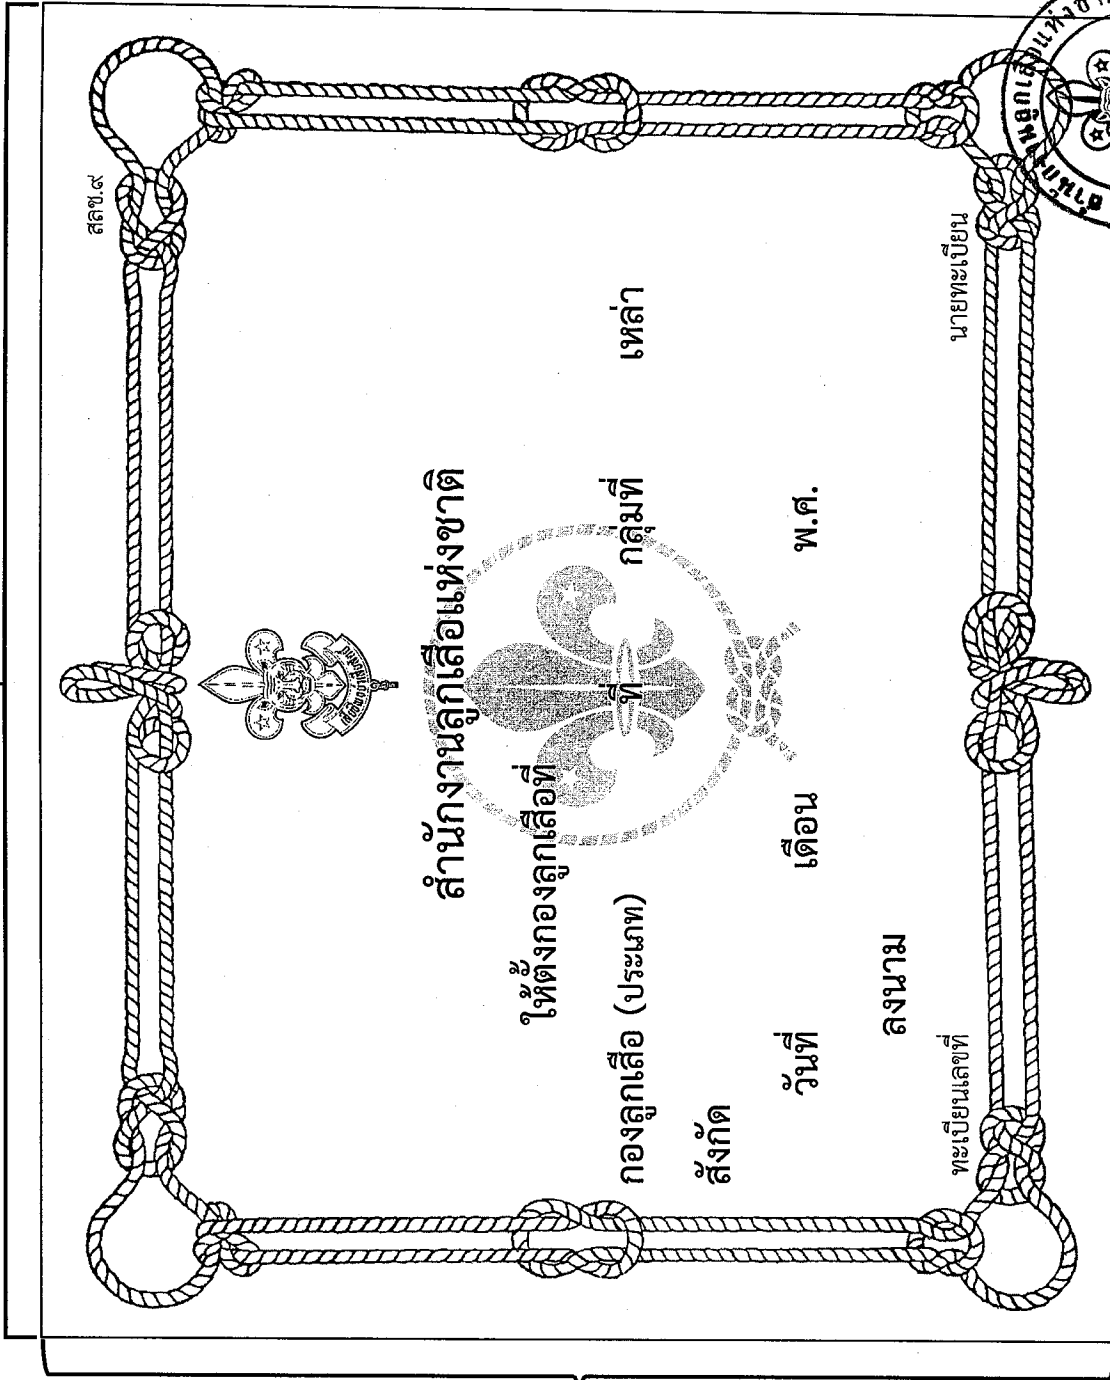 สลช.๙
สำนักงานลูกเสือแห่งชาติ
ให้ตั้งกองลูกเสือที่
กองลูกเสือ (ประเภท) ที่ กลุ่มที่ เหล่า
สังกัด
วันที่ เดือน พ.ศ.
ลงนาม
ทะเบียนเลขที่ นายทะเบียน